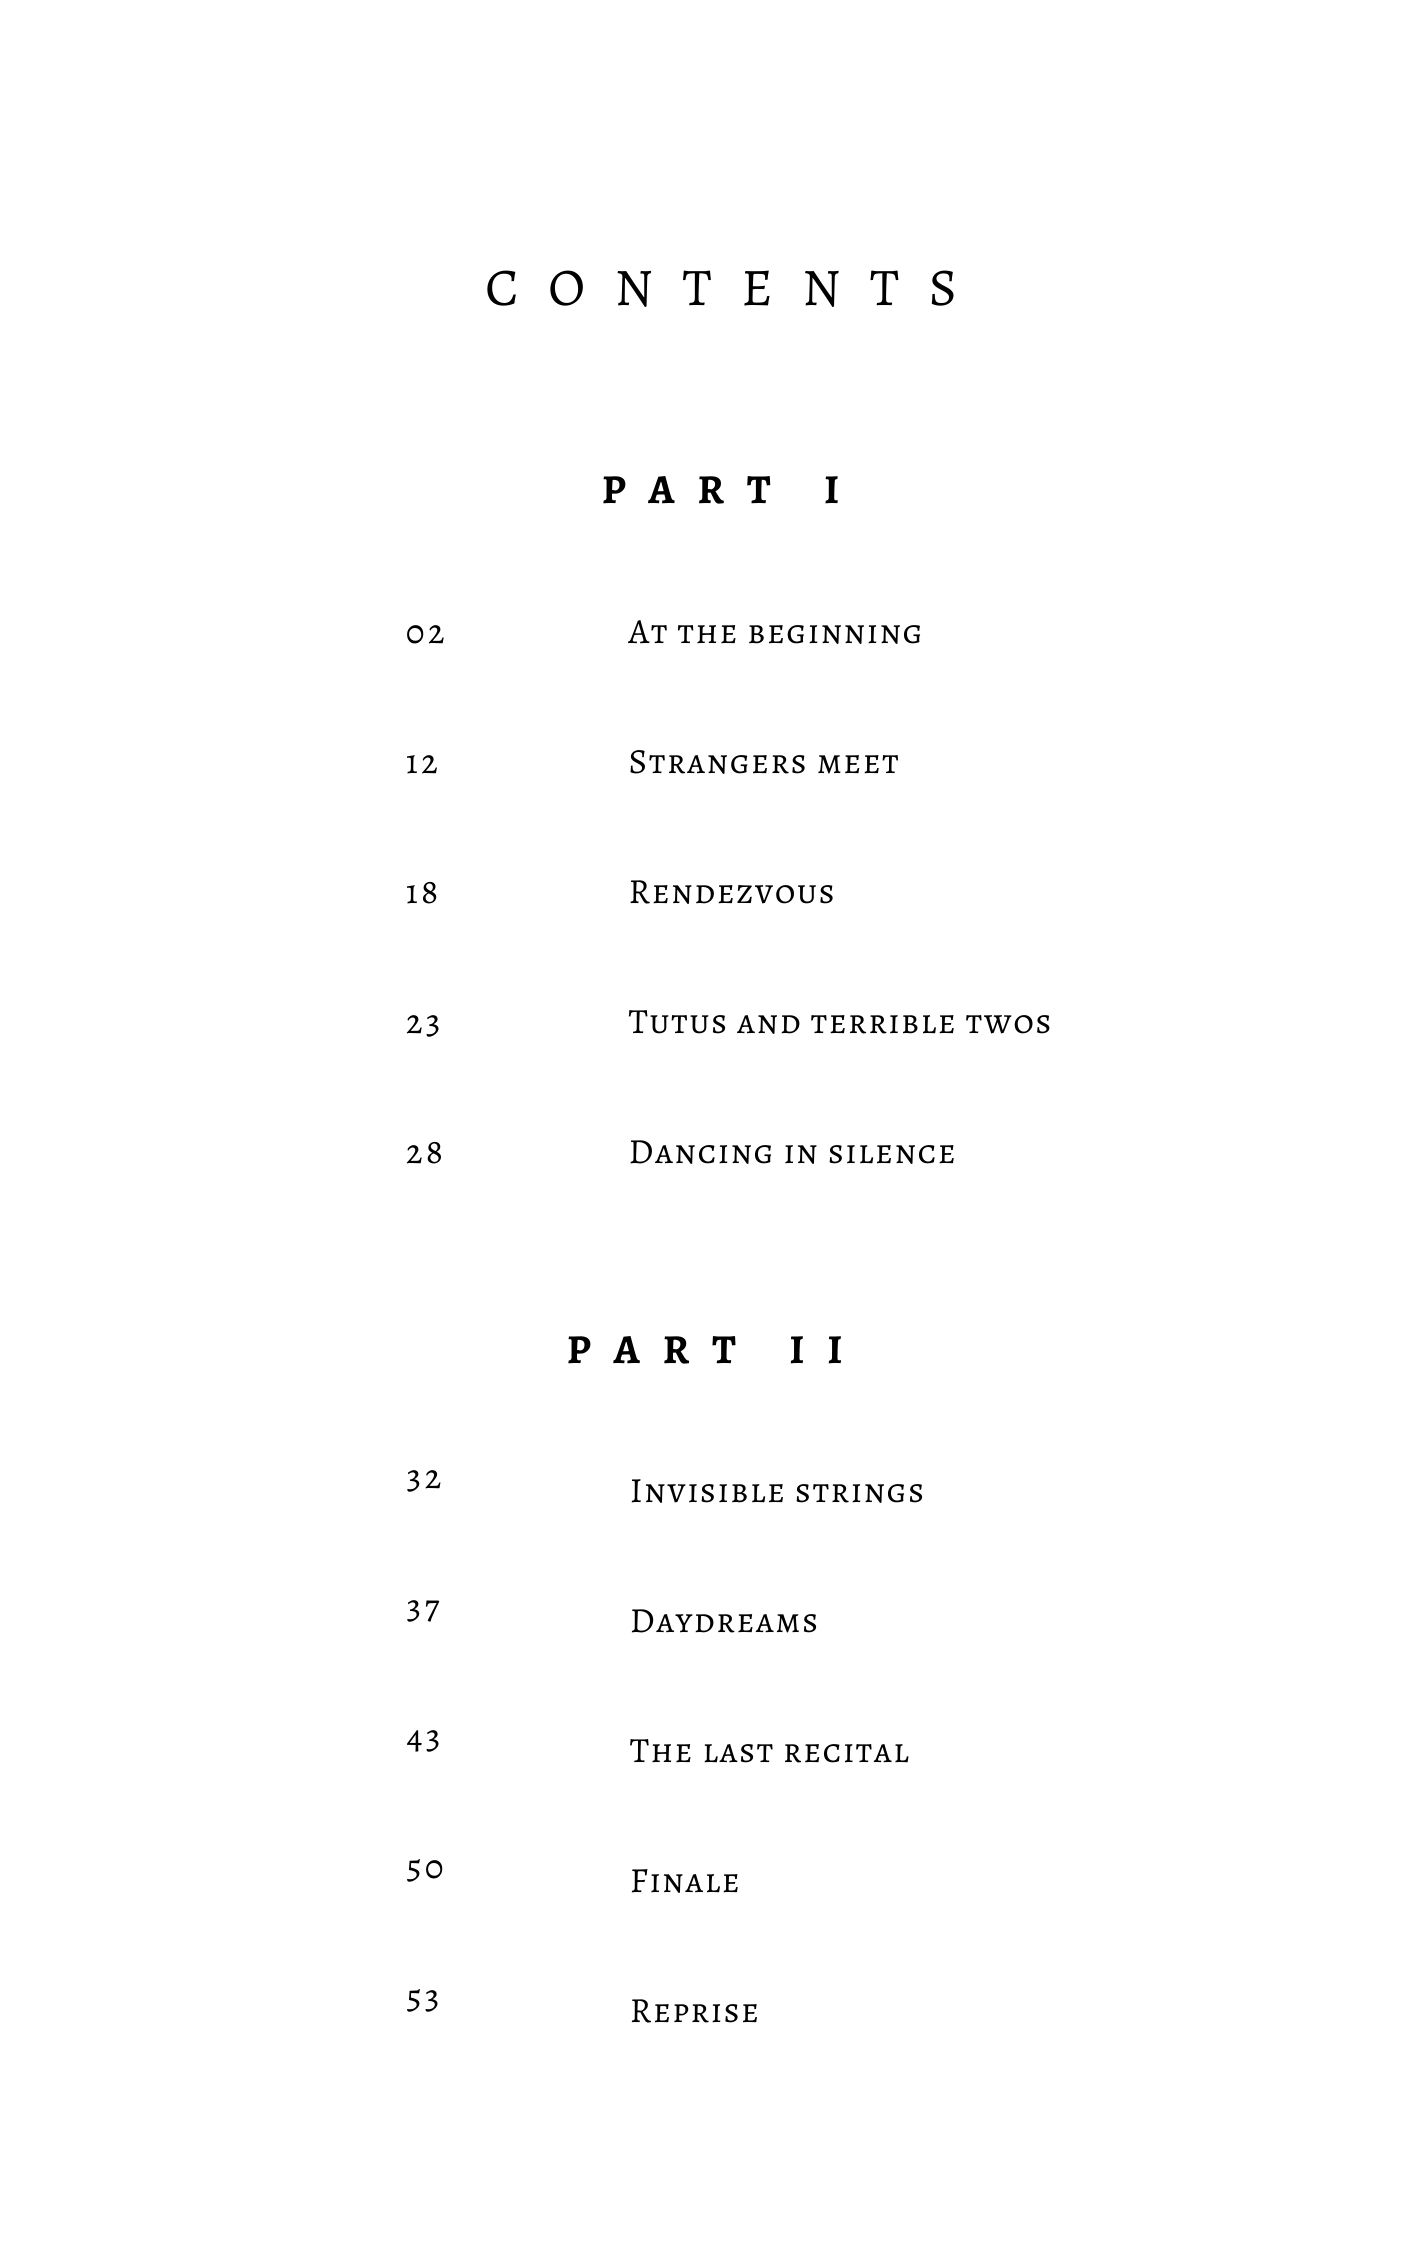 CONTENTS
PART I
02 At the beginning
12 Strangers meet
18 Rendezvous
23 Tutus and terrible twos
28 Dancing in silence
PART II
32 Invisible strings
37 Daydreams
43 The last recital
50 Finale
53 Reprise